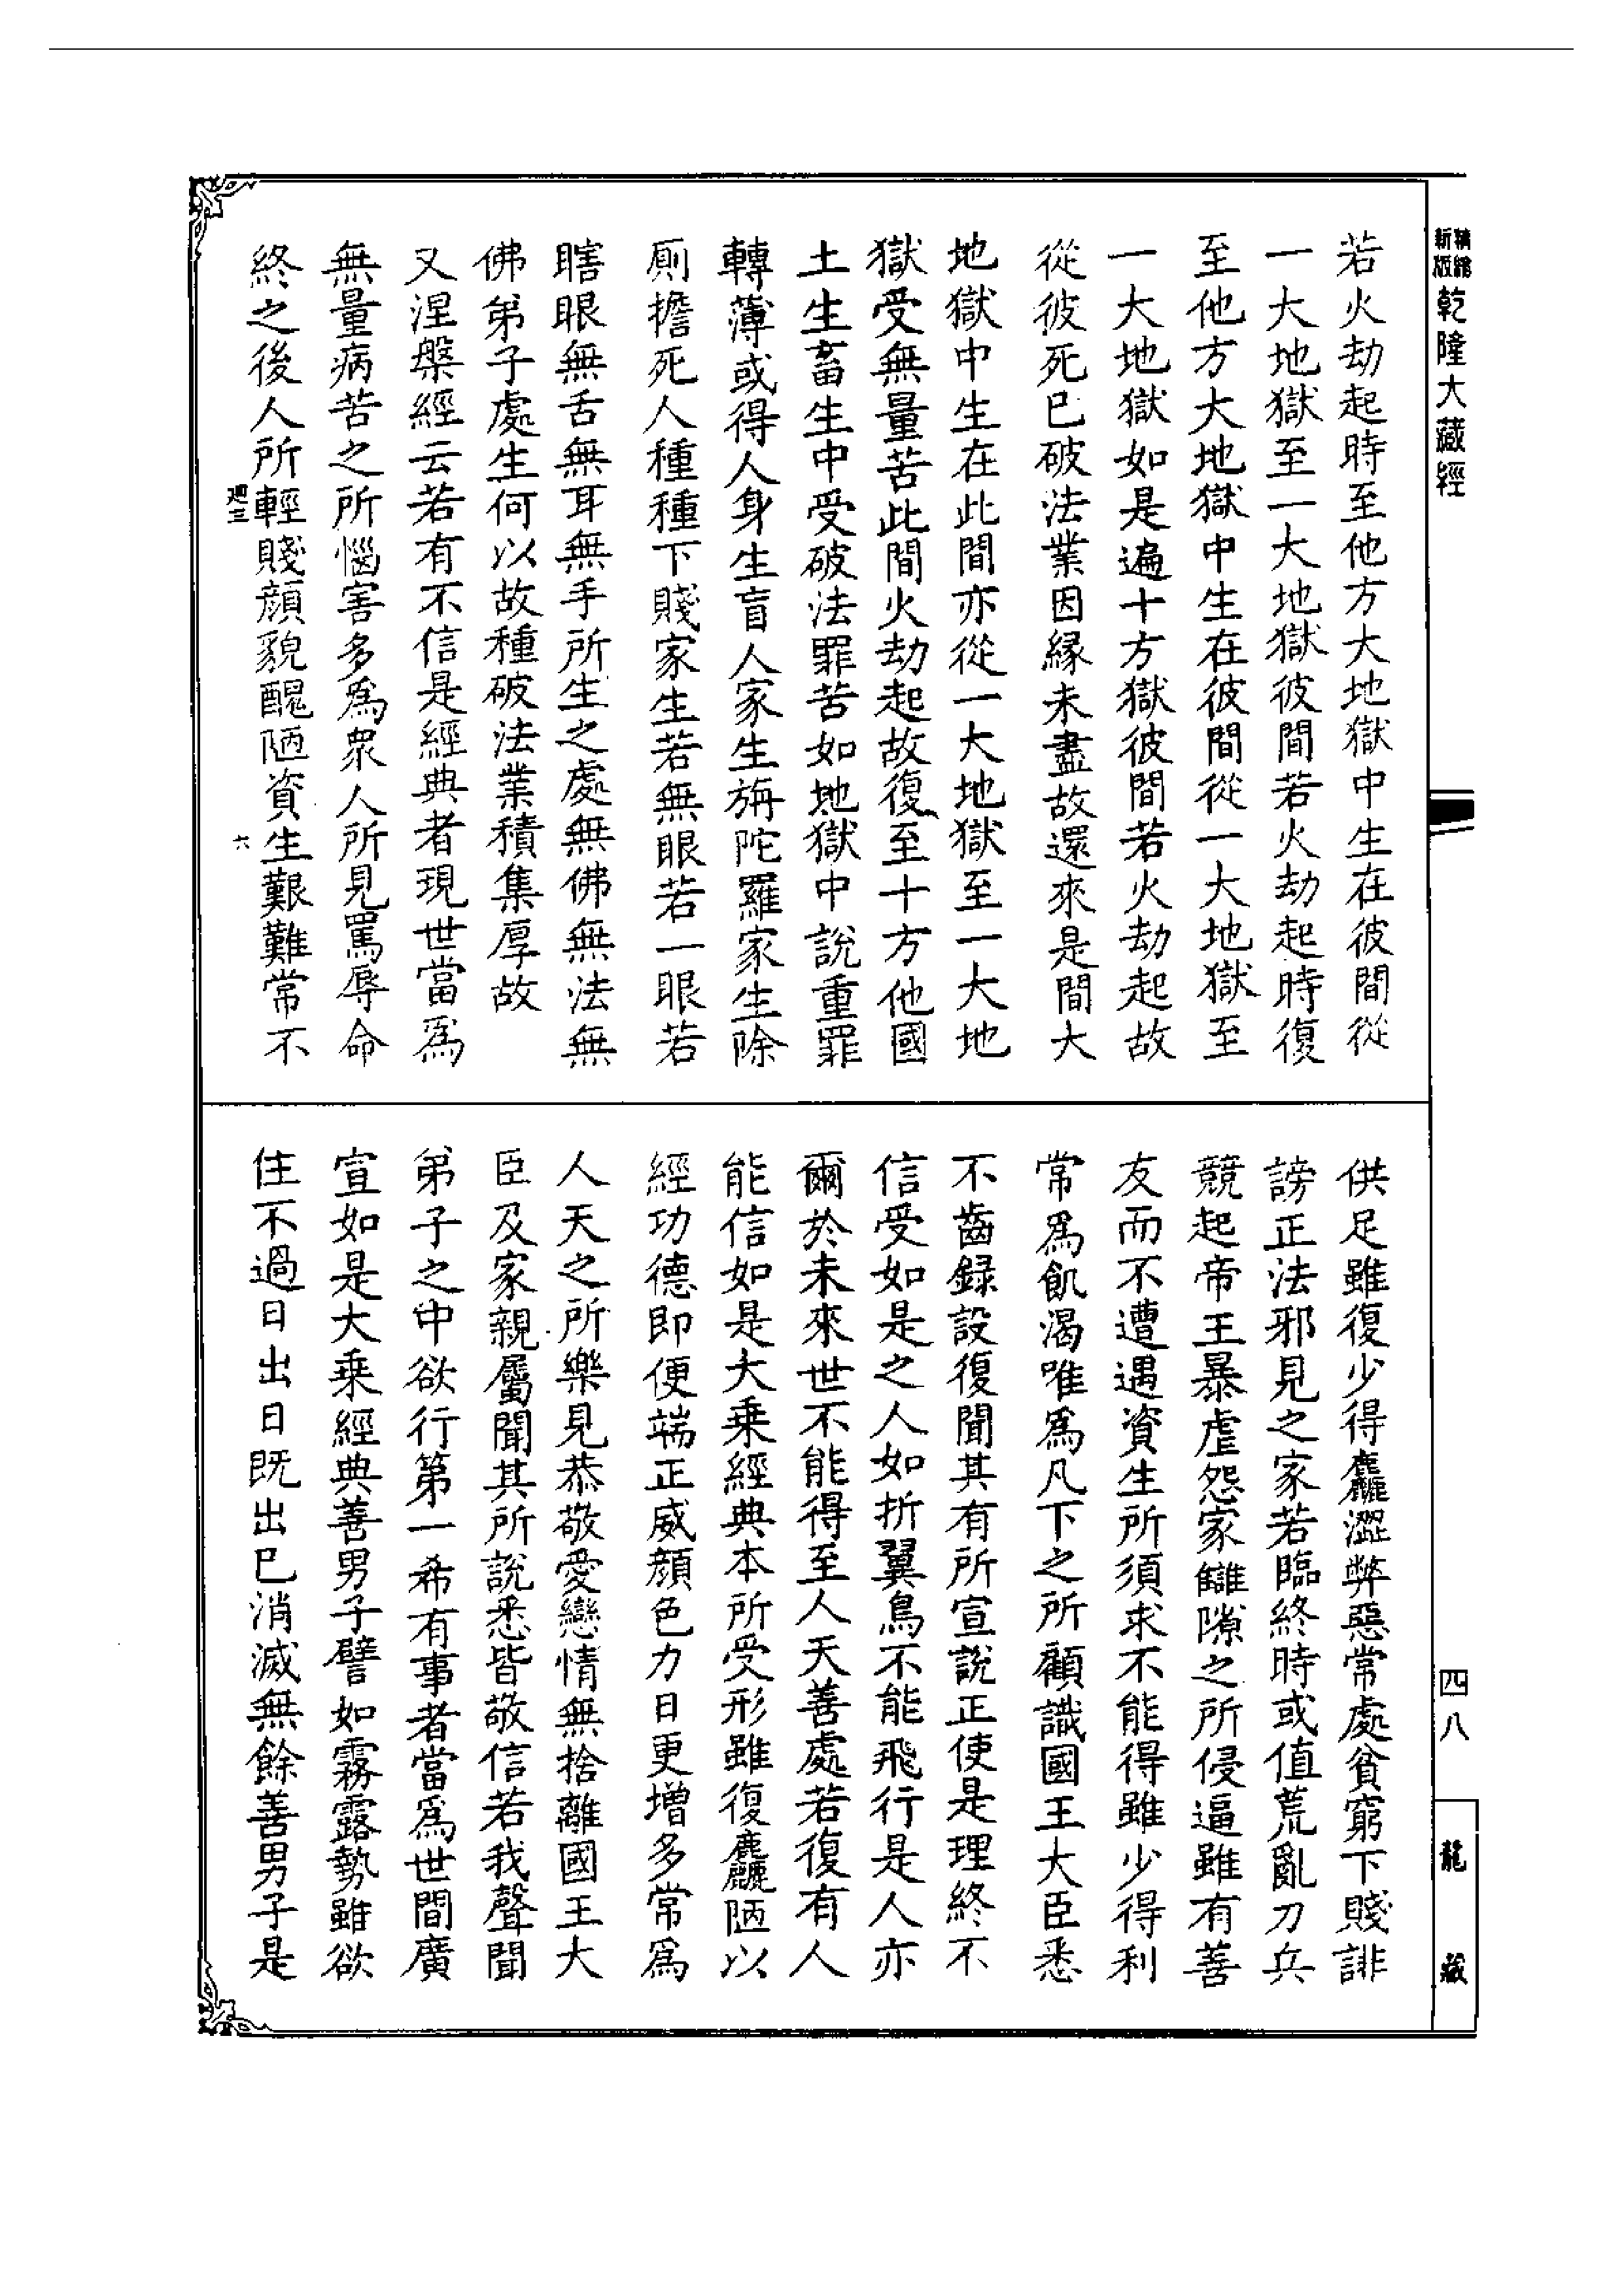 精縮新版乾隆大藏經
若火劫起時至他方大地獄中生在彼間從
一大地獄至一大地獄彼間若火劫起時復
至他方大地獄中生在彼間從一大地獄至
一大地獄如是遍十方獄彼間若火劫起故
從彼死已破法業因緣未盡故還來是間大
地獄中生在此間亦從一大地獄至一大地
獄受無量苦此間火劫起故復至十方他國
土生畜生中受破法罪苦如地獄中說重罪
轉薄或得人身生盲人家生旃陀羅家生除
廁擔死人種種下賤家生若無眼若一眼若
瞎眼無舌無耳無手所生之處無佛無法無
佛弟子處生何以故種破法業積集厚故
又涅槃經云若有不信是經典者現世當為
無量病苦之所惱害多為眾人所見罵辱命
終之後人所輕賤顏貌醜陋資生艱難常不
六
供足雖復少得麤澀弊惡常處貧窮下賤誹
謗正法邪見之家若臨終時或值荒亂刀兵
競起帝王暴虐怨家讎隙之所侵逼雖有善
友而不遭遇資生所須求不能得雖少得利
常為飢渴唯為凡下之所顧識國王大臣悉
不齒錄設復聞其有所宣說正使是理終不
信受如是之人如折翼鳥不能飛行是人亦
爾於未來世不能得至人天善處若復有人
能信如是大乘經典本所受形雖復麤陋以
經功德即便端正威顏色力日更增多常為
人天之所樂見恭敬愛戀情無捨離國王大
臣及家親屬聞其所說悉皆敬信若我聲聞
弟子之中欲行第一希有事者當為世間廣
宣如是大乘經典善男子譬如霧露勢雖欲
住不過日出日既出已消滅無餘善男子是
四八
龍藏